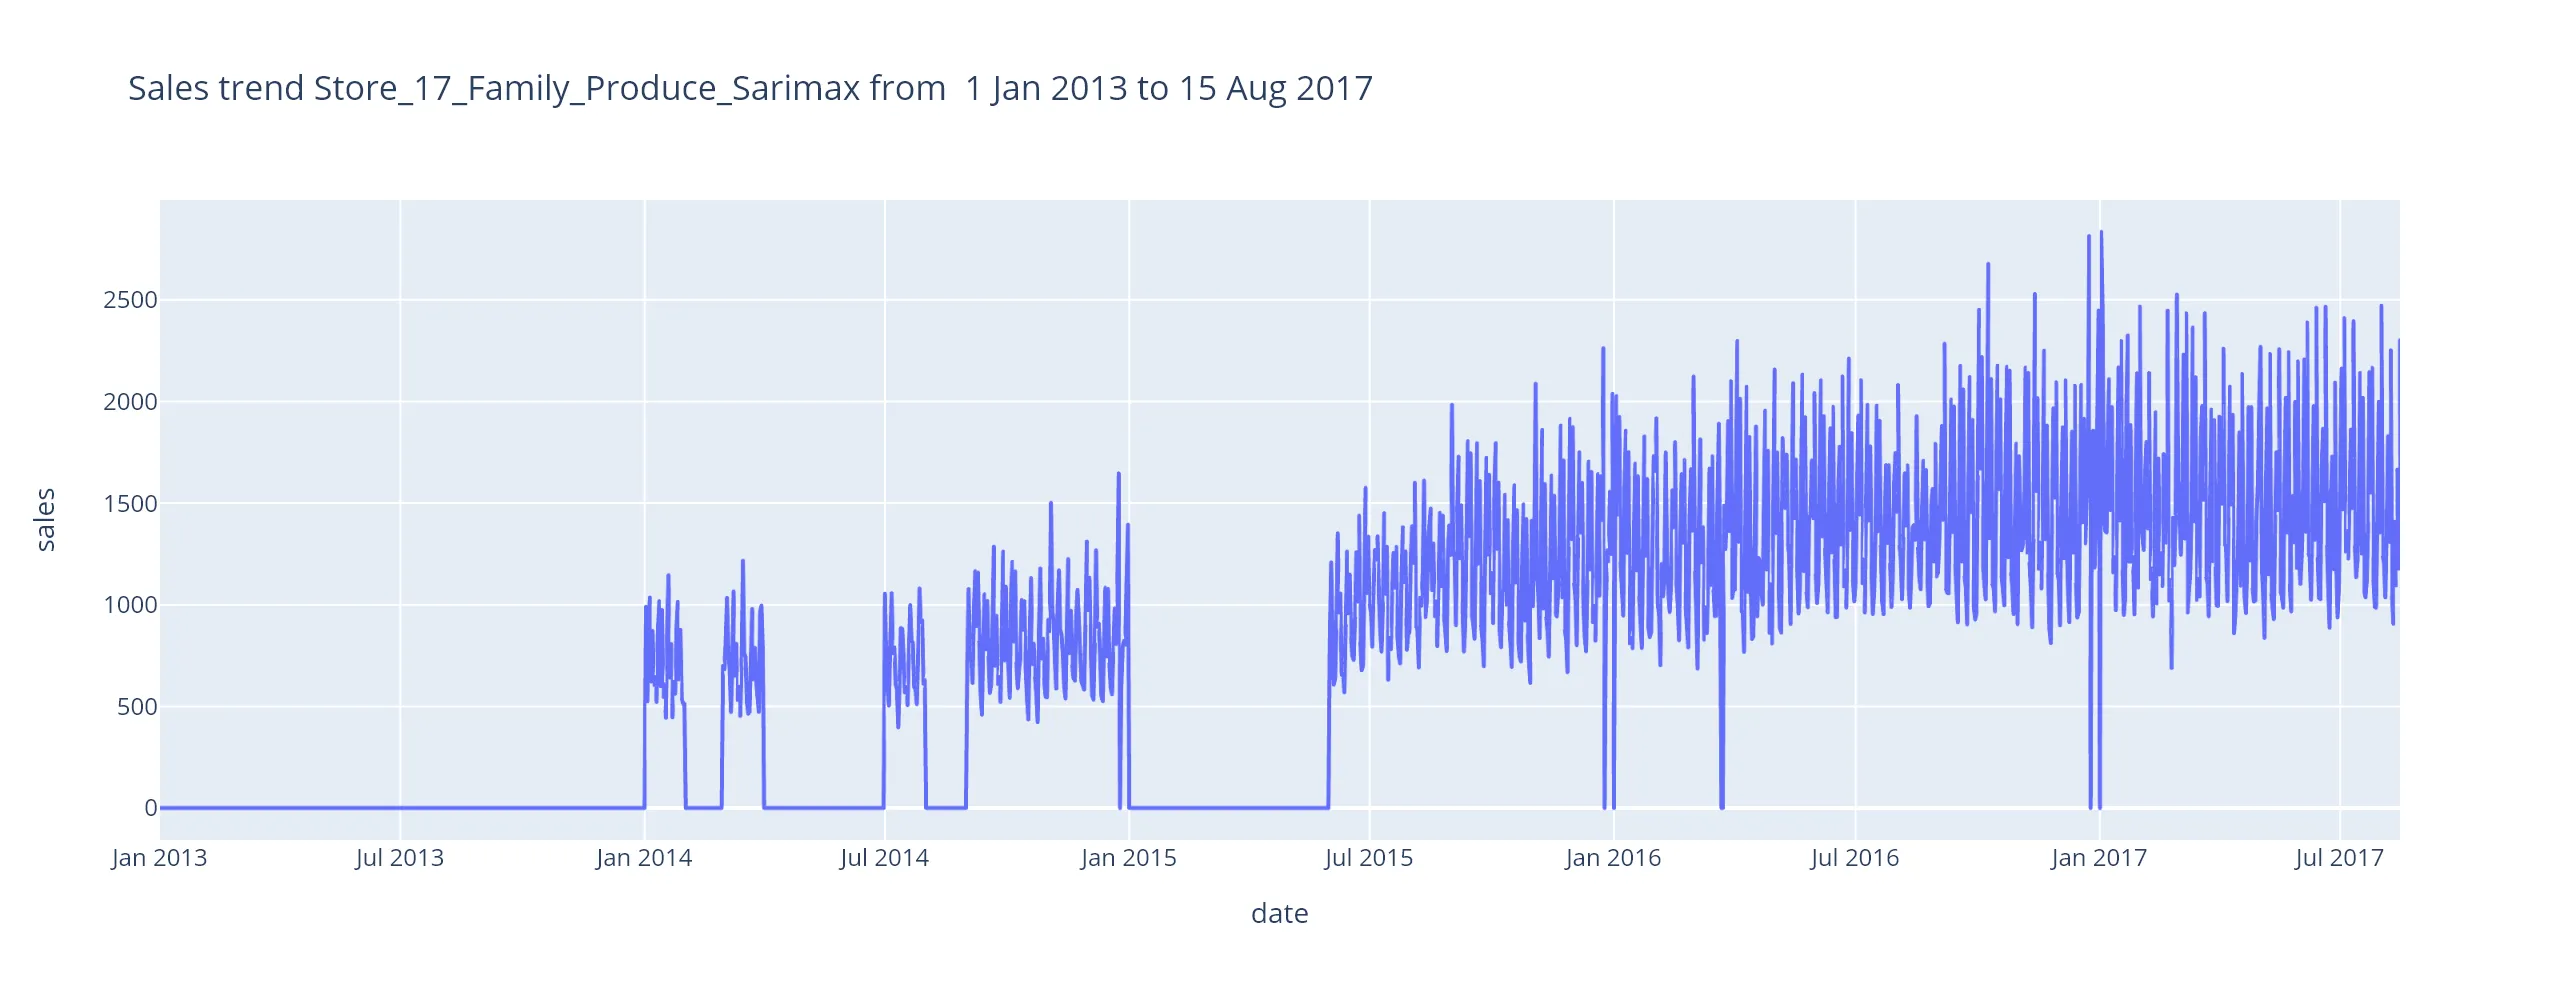 Sales trend Store_17_Family_Produce_Sarimax from  1 Jan 2013 to 15 Aug 2017
2500
2000
1500
1000
500
0
sales
Jan 2013 Jul 2013 Jan 2014 Jul 2014 Jan 2015 Jul 2015 Jan 2016 Jul 2016 Jan 2017 Jul 2017
date